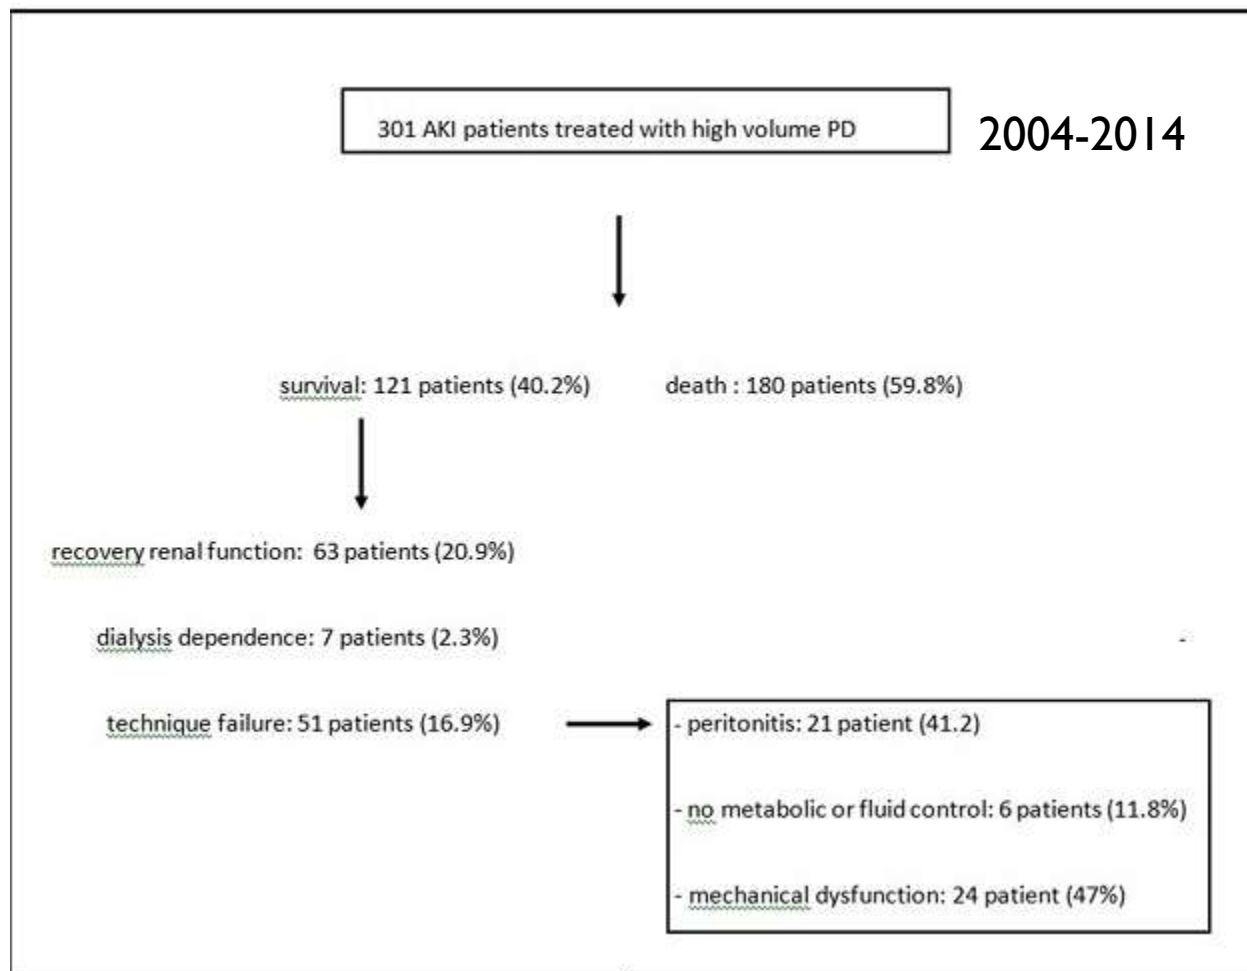 301 AKI patients treated with high volume PD
2004-2014
survival: 121 patients (40.2%)
death : 180 patients (59.8%)
recovery renal function: 63 patients (20.9%)
dialysis dependence: 7 patients (2.3%)
-
technique failure: 51 patients (16.9%)
- peritonitis: 21 patient (41.2)
- no metabolic or fluid control: 6 patients (11.8%)
- mechanical dysfunction: 24 patient (47%)